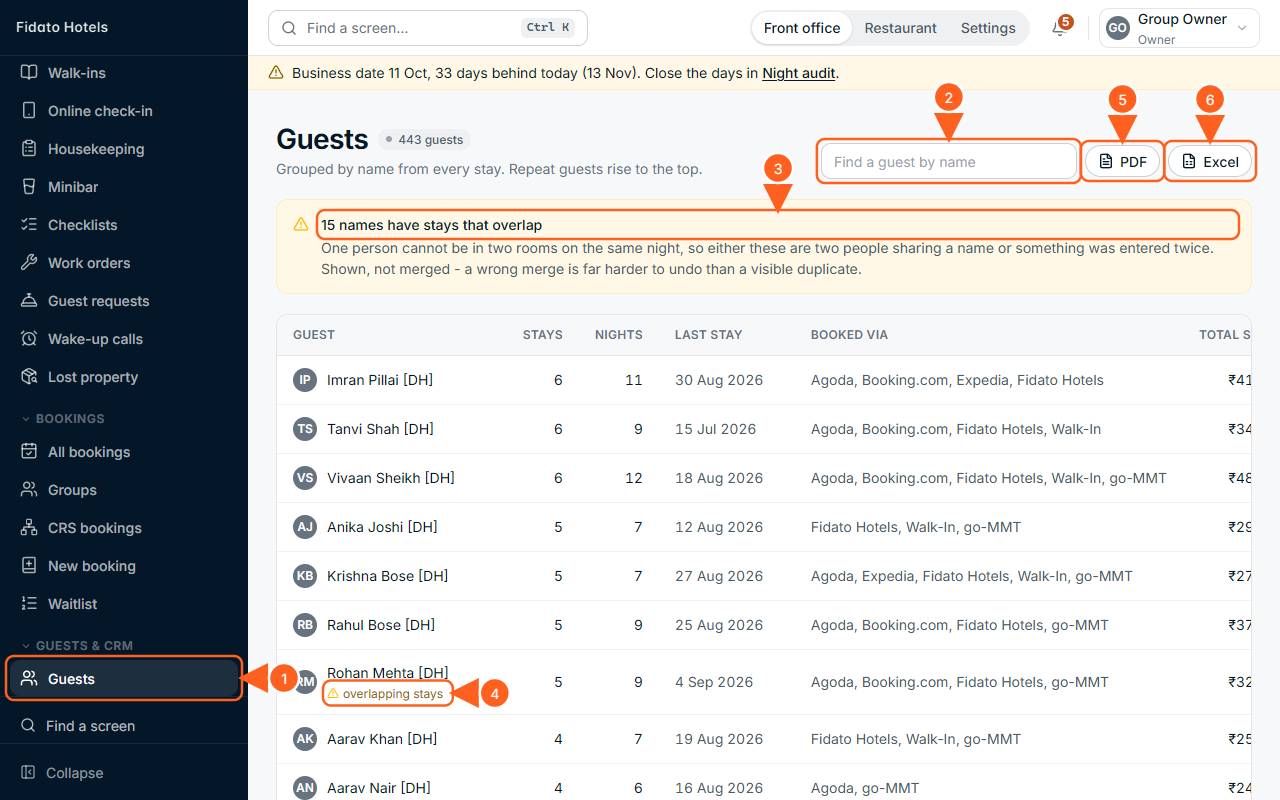 Fidato Hotels
Find a screen...
Ctrl K
Front office
Restaurant
Settings
5
GO
Group Owner
Owner
Business date 11 Oct, 33 days behind today (13 Nov). Close the days in Night audit.
Walk-ins
Online check-in
Housekeeping
Minibar
Checklists
Work orders
Guest requests
Wake-up calls
Lost property
BOOKINGS
All bookings
Groups
CRS bookings
New booking
Waitlist
GUESTS & CRM
Guests
1
Find a screen
Collapse
Guests
443 guests
Grouped by name from every stay. Repeat guests rise to the top.
2
Find a guest by name
5
PDF
6
Excel
3
15 names have stays that overlap
One person cannot be in two rooms on the same night, so either these are two people sharing a name or something was entered twice.
Shown, not merged - a wrong merge is far harder to undo than a visible duplicate.
GUEST STAYS NIGHTS LAST STAY BOOKED VIA TOTAL S
IP Imran Pillai [DH] 6 11 30 Aug 2026 Agoda, Booking.com, Expedia, Fidato Hotels ₹41
TS Tanvi Shah [DH] 6 9 15 Jul 2026 Agoda, Booking.com, Fidato Hotels, Walk-In ₹34
VS Vivaan Sheikh [DH] 6 12 18 Aug 2026 Agoda, Booking.com, Fidato Hotels, Walk-In, go-MMT ₹48
AJ Anika Joshi [DH] 5 7 12 Aug 2026 Fidato Hotels, Walk-In, go-MMT ₹29
KB Krishna Bose [DH] 5 7 27 Aug 2026 Agoda, Expedia, Fidato Hotels, Walk-In, go-MMT ₹27
RB Rahul Bose [DH] 5 9 25 Aug 2026 Agoda, Booking.com, Fidato Hotels, go-MMT ₹37
RM Rohan Mehta [DH] 5 9 4 Sep 2026 Agoda, Booking.com, Fidato Hotels, go-MMT ₹32
overlapping stays
4
AK Aarav Khan [DH] 4 7 19 Aug 2026 Fidato Hotels, Walk-In, go-MMT ₹25
AN Aarav Nair [DH] 4 6 16 Aug 2026 Agoda, go-MMT ₹24